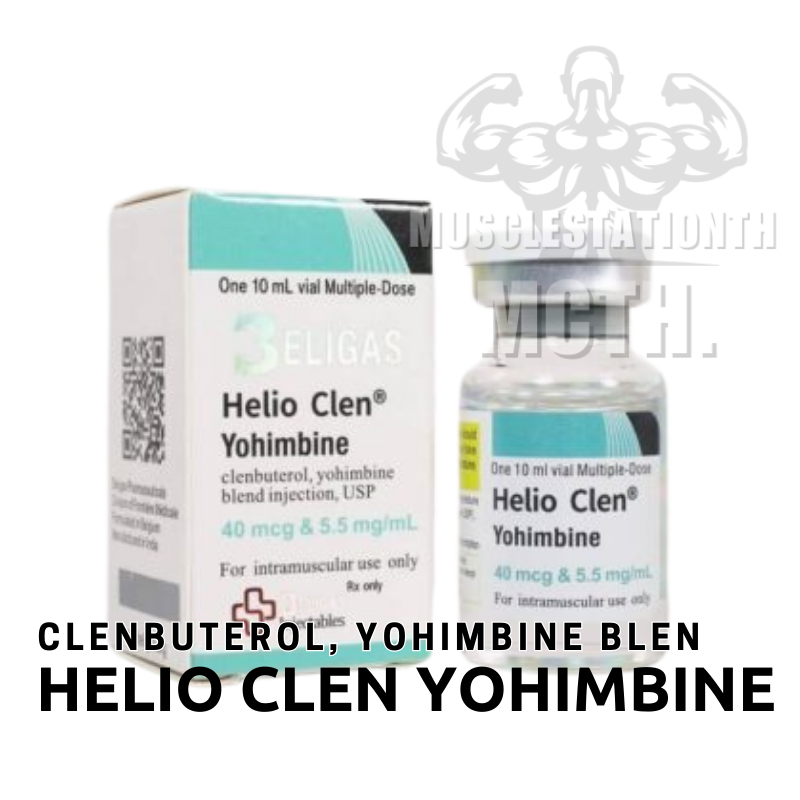 MUSCLESTATIONTH
MCTH.
One 10 mL vial Multiple-Dose
BELIGAS
Helio Clen®
Yohimbine
clenbuterol, yohimbine
blend injection, USP
40 mcg & 5.5 mg/mL
For intramuscular use only
Rx only
Injectables
One 10 ml vial Multiple-Dose
Helio Clen®
Yohimbine
40 mcg & 5.5 mg/mL
For intramuscular use only
CLENBUTEROL, YOHIMBINE BLEN
HELIO CLEN YOHIMBINE